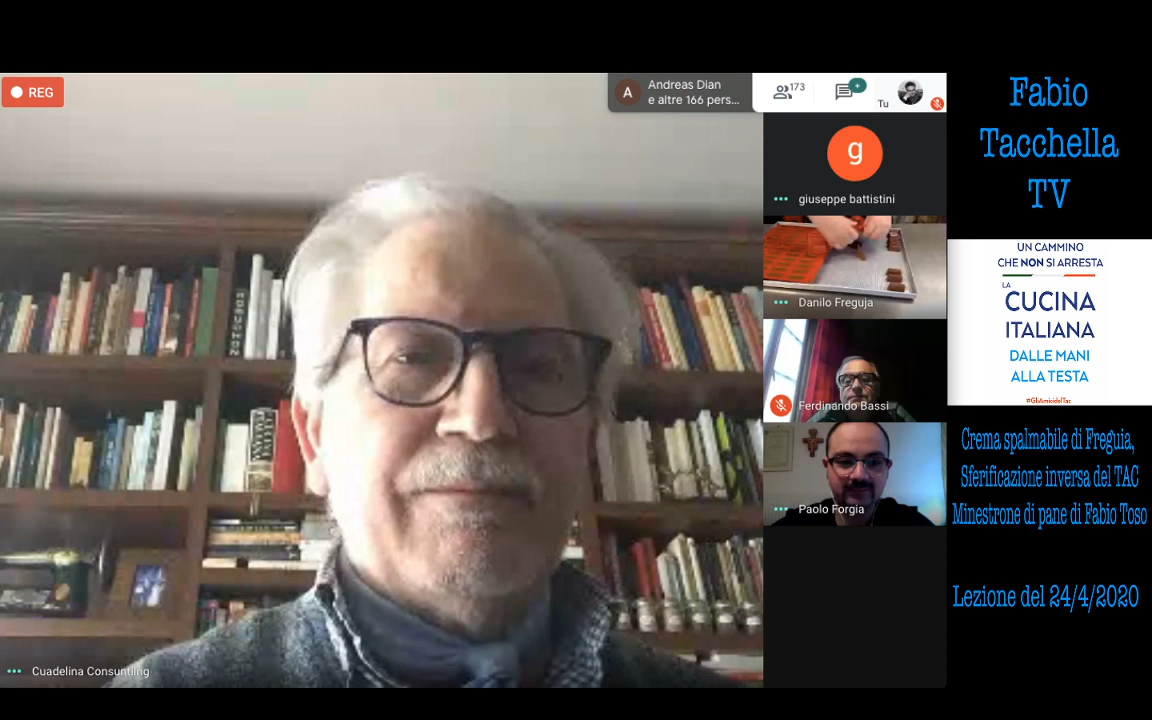 REG
A
Andreas Dian
e altre 166 pers...
173
Tu
g
giuseppe battistini
Danilo Freguja
Ferdinando Bassi
Paolo Forgia
Cuadelina Consuntilng
Fabio
Tacchella
TV
UN CAMMINO
CHE NON SI ARRESTA
LA
CUCINA
ITALIANA
DALLE MANI
ALLA TESTA
#GliAmicidelTac
Crema spalmabile di Freguia,
Sferificazione inversa del TAC
Minestrone di pane di Fabio Toso
Lezione del 24/4/2020